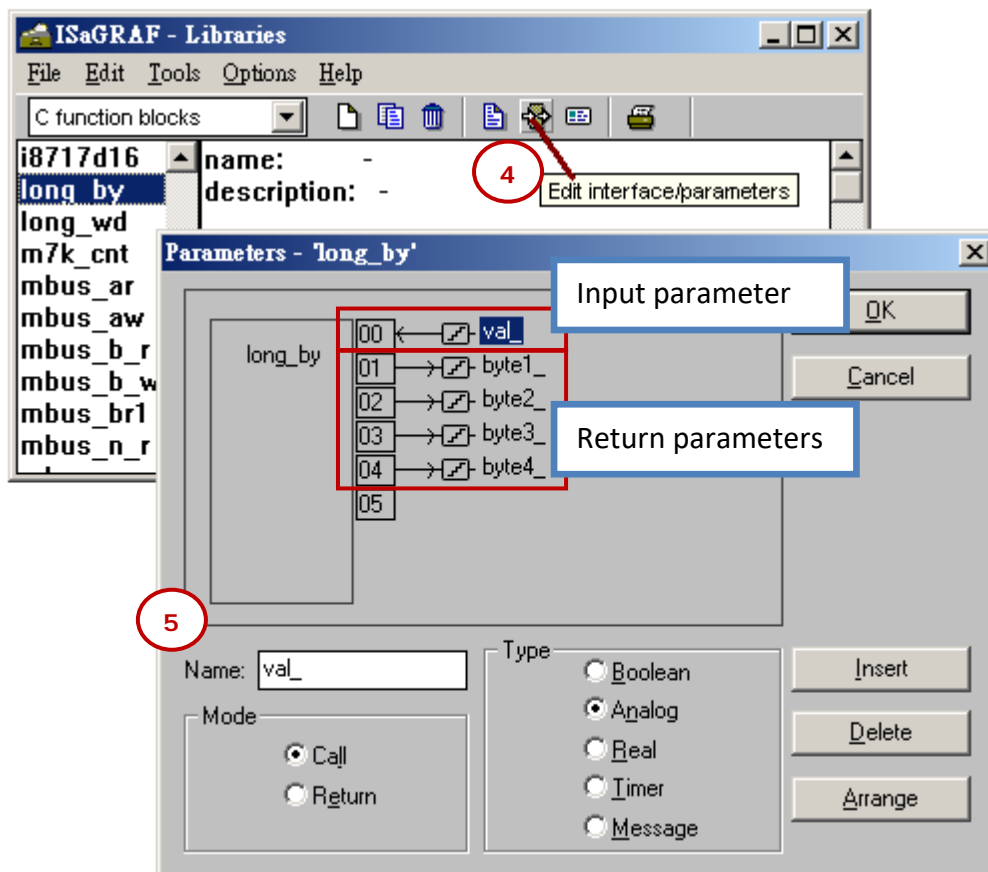 ISaGRAF - Libraries
File Edit Tools Options Help
C function blocks
i8717d16
long_by
long_wd
m7k_cnt
mbus_ar
mbus_aw
mbus_b_r
mbus_b_w
mbus_br1
mbus_n_r
name: -
description: -
4
Edit interface/parameters
Parameters - 'long_by'
Input parameter
Return parameters
long_by
00 val_
01 byte1_
02 byte2_
03 byte3_
04 byte4_
05
OK
Cancel
5
Name: val_
Mode
Call
Return
Type
Boolean
Analog
Real
Timer
Message
Insert
Delete
Arrange